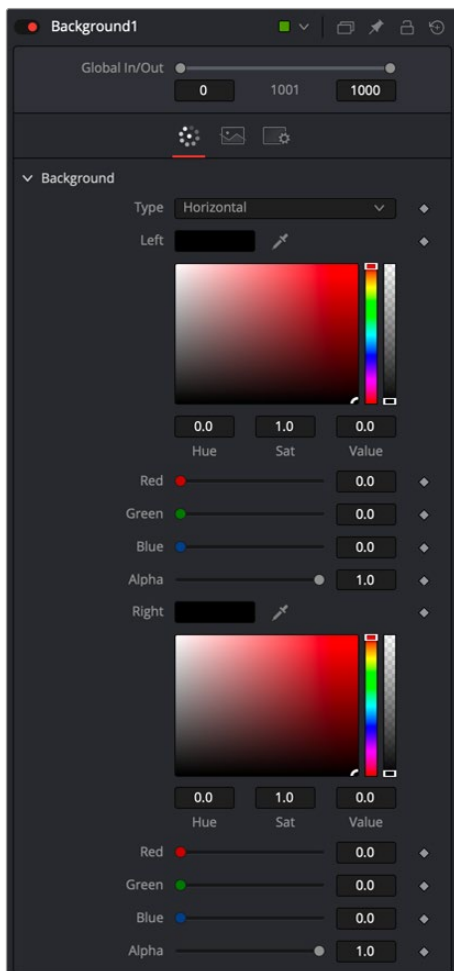 Background1
Global In/Out
0 1001 1000
Background
Type Horizontal
Left
0.0 1.0 0.0
Hue Sat Value
Red 0.0
Green 0.0
Blue 0.0
Alpha 1.0
Right
0.0 1.0 0.0
Hue Sat Value
Red 0.0
Green 0.0
Blue 0.0
Alpha 1.0